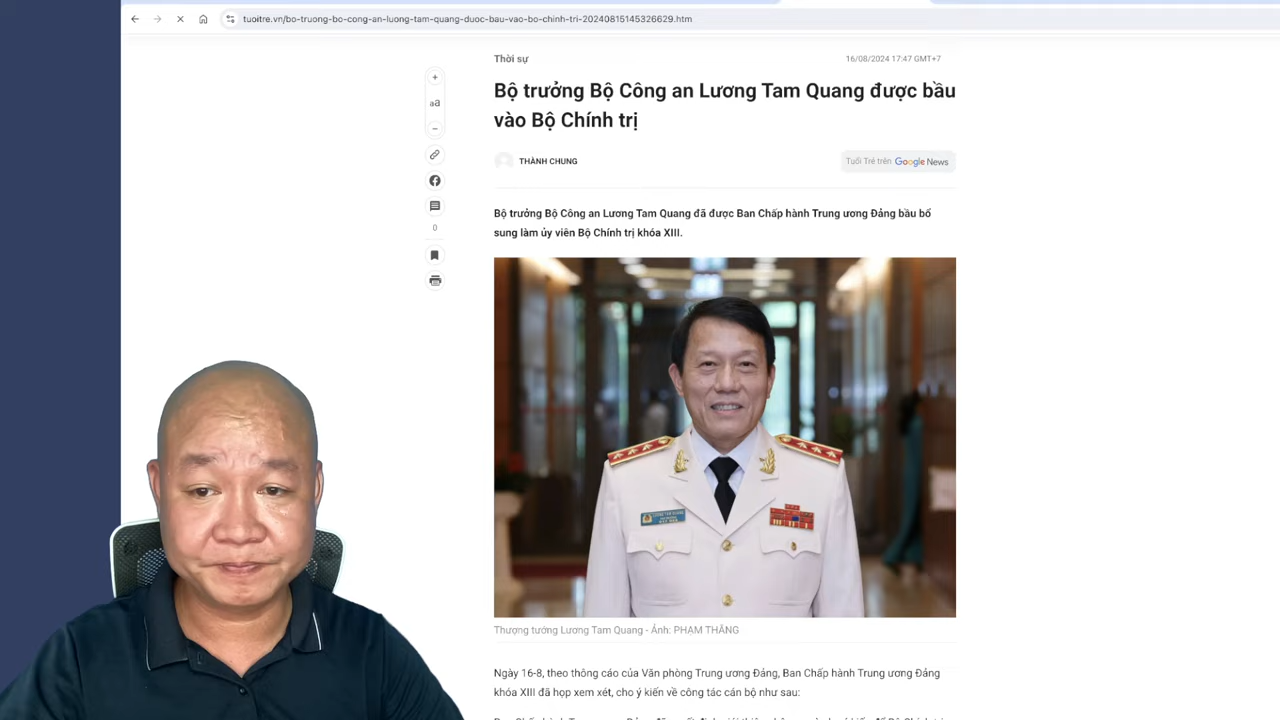 tuoitre.vn/bo-truong-bo-cong-an-luong-tam-quang-duoc-bau-vao-bo-chinh-tri-20240815145326629.htm
Thời sự
16/08/2024 17:47 GMT+7
Bộ trưởng Bộ Công an Lương Tam Quang được bầu
vào Bộ Chính trị
+
aa
−
THÀNH CHUNG
Tuổi Trẻ trên Google News
0
Bộ trưởng Bộ Công an Lương Tam Quang đã được Ban Chấp hành Trung ương Đảng bầu bổ
sung làm ủy viên Bộ Chính trị khóa XIII.
LƯƠNG TAM QUANG
Thượng tướng Lương Tam Quang - Ảnh: PHẠM THẮNG
Ngày 16-8, theo thông cáo của Văn phòng Trung ương Đảng, Ban Chấp hành Trung ương Đảng
khóa XIII đã họp xem xét, cho ý kiến về công tác cán bộ như sau: